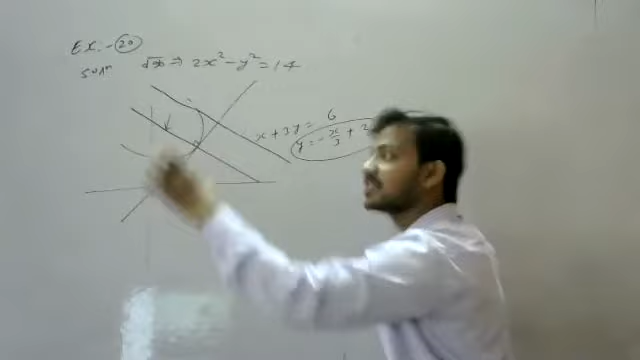 Ex.-20
Soln
2x² - y² = 14
x + 3y = 6
y = -x/3 + 2